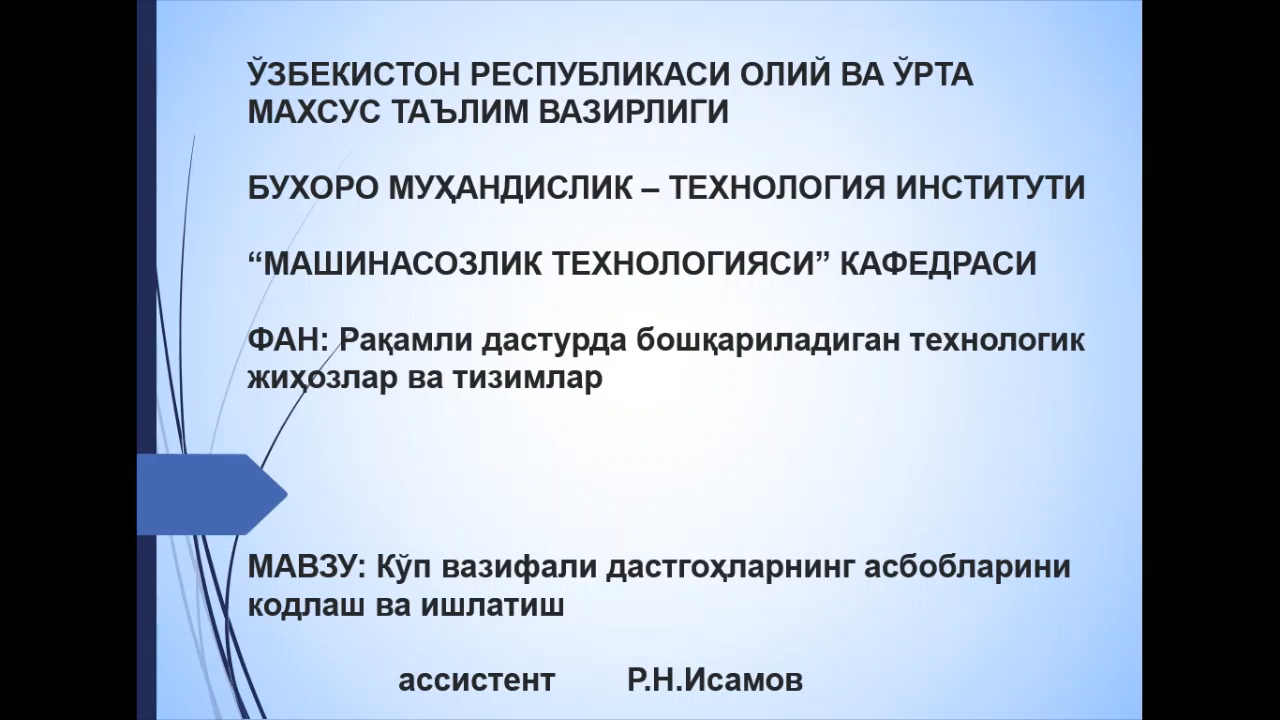 ЎЗБЕКИСТОН РЕСПУБЛИКАСИ ОЛИЙ ВА ЎРТА
МАХСУС ТАЪЛИМ ВАЗИРЛИГИ
БУХОРО МУҲАНДИСЛИК – ТЕХНОЛОГИЯ ИНСТИТУТИ
“МАШИНАСОЗЛИК ТЕХНОЛОГИЯСИ” КАФЕДРАСИ
ФАН: Рақамли дастурда бошқариладиган технологик
жиҳозлар ва тизимлар
МАВЗУ: Кўп вазифали дастгоҳларнинг асбобларини
кодлаш ва ишлатиш
ассистент Р.Н.Исамов